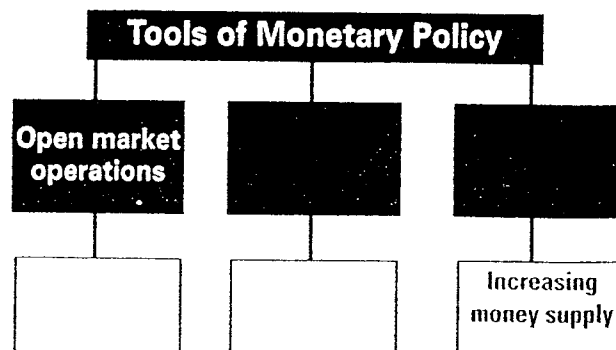 Tools of Monetary Policy
Open market
operations
Increasing
money supply